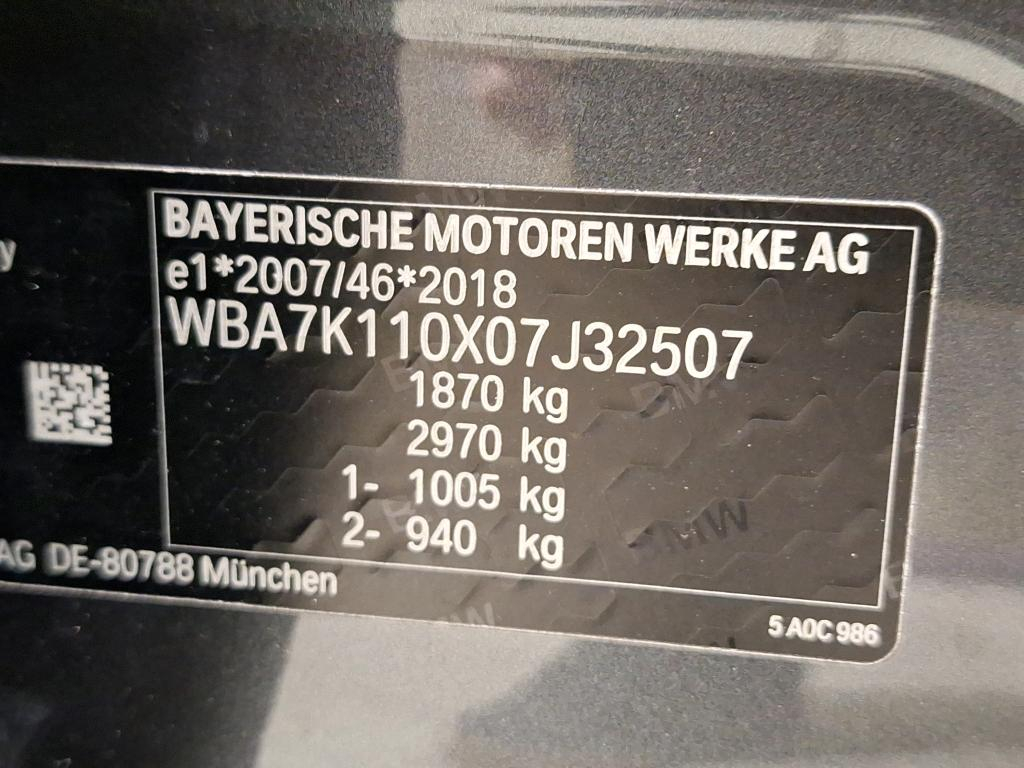 BAYERISCHE MOTOREN WERKE AG
e1*2007/46*2018
WBA7K110X07J32507
1870 kg
2970 kg
1- 1005 kg
2- 940 kg
AG DE-80788 München
5 A0C 986
BMW